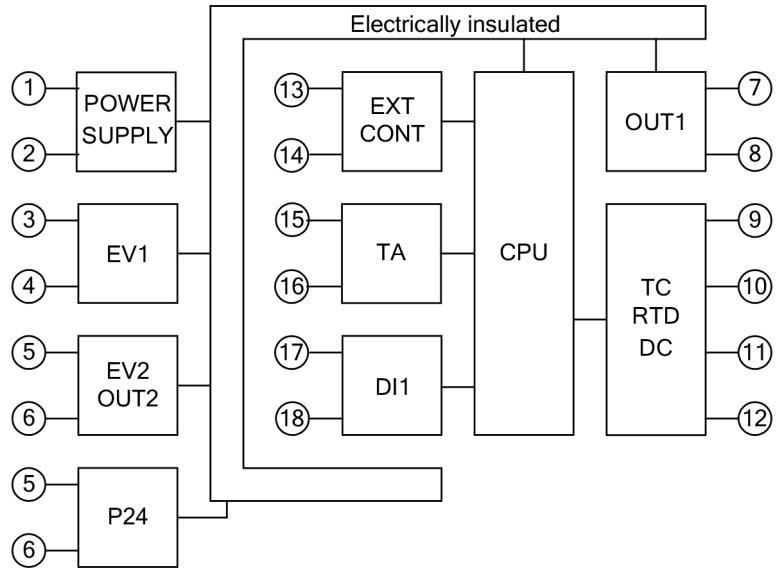 Electrically insulated
1
POWER
SUPPLY
2
3
EV1
4
5
EV2
OUT2
6
5
P24
6
13
EXT
CONT
14
15
TA
16
17
DI1
18
CPU
OUT1
7
8
TC
RTD
DC
9
10
11
12